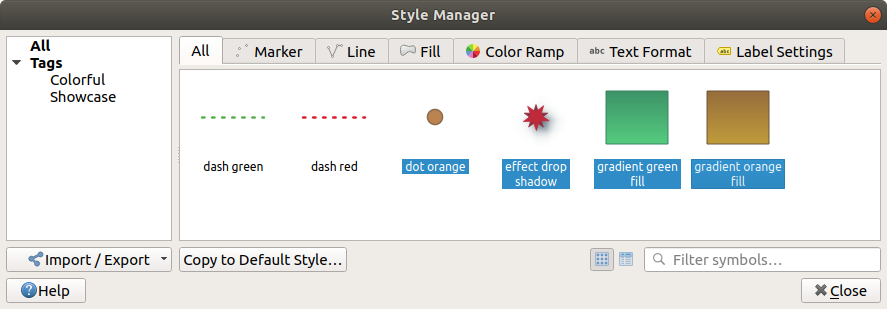 Style Manager
All
Tags
Colorful
Showcase
All
Marker
Line
Fill
Color Ramp
abc Text Format
abc Label Settings
dash green
dash red
dot orange
effect drop
shadow
gradient green
fill
gradient orange
fill
Import / Export
Copy to Default Style...
Filter symbols...
?Help
Close